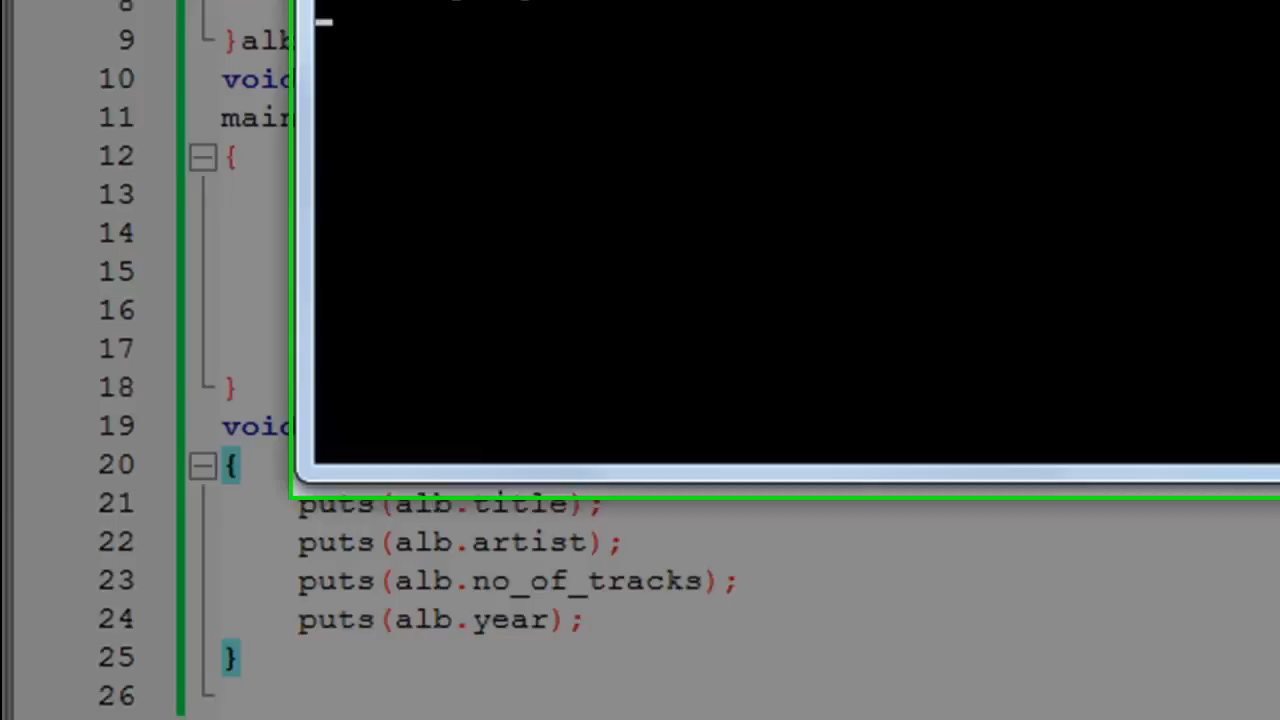 8
9 }alb
10 void
11 main
12 {
13
14
15
16
17
18 }
19 void
20 {
21 puts(alb.title);
22 puts(alb.artist);
23 puts(alb.no_of_tracks);
24 puts(alb.year);
25 }
26